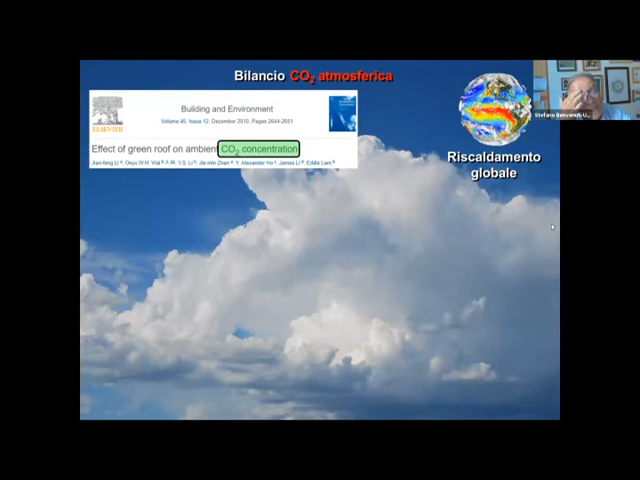 Bilancio CO2 atmosferica
ELSEVIER
Building and Environment
Volume 45, Issue 12, December 2010, Pages 2644-2651
Effect of green roof on ambient CO2 concentration
Riscaldamento
globale